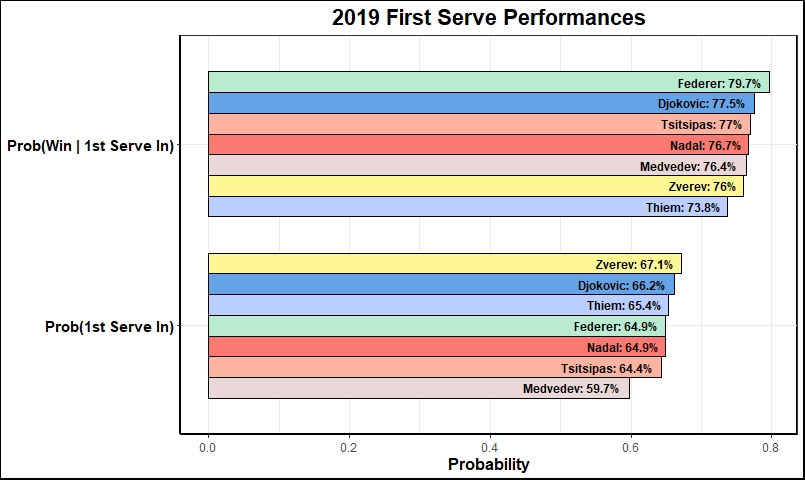 2019 First Serve Performances
Prob(Win | 1st Serve In)
Federer: 79.7%
Djokovic: 77.5%
Tsitsipas: 77%
Nadal: 76.7%
Medvedev: 76.4%
Zverev: 76%
Thiem: 73.8%
Prob(1st Serve In)
Zverev: 67.1%
Djokovic: 66.2%
Thiem: 65.4%
Federer: 64.9%
Nadal: 64.9%
Tsitsipas: 64.4%
Medvedev: 59.7%
0.0 0.2 0.4 0.6 0.8
Probability